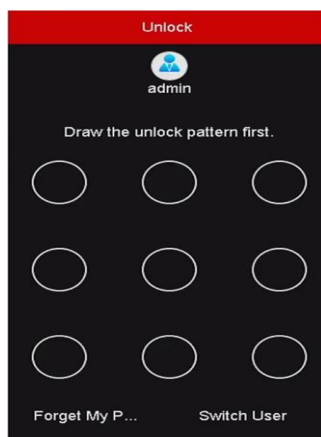 Unlock
admin
Draw the unlock pattern first.
Forget My P...
Switch User